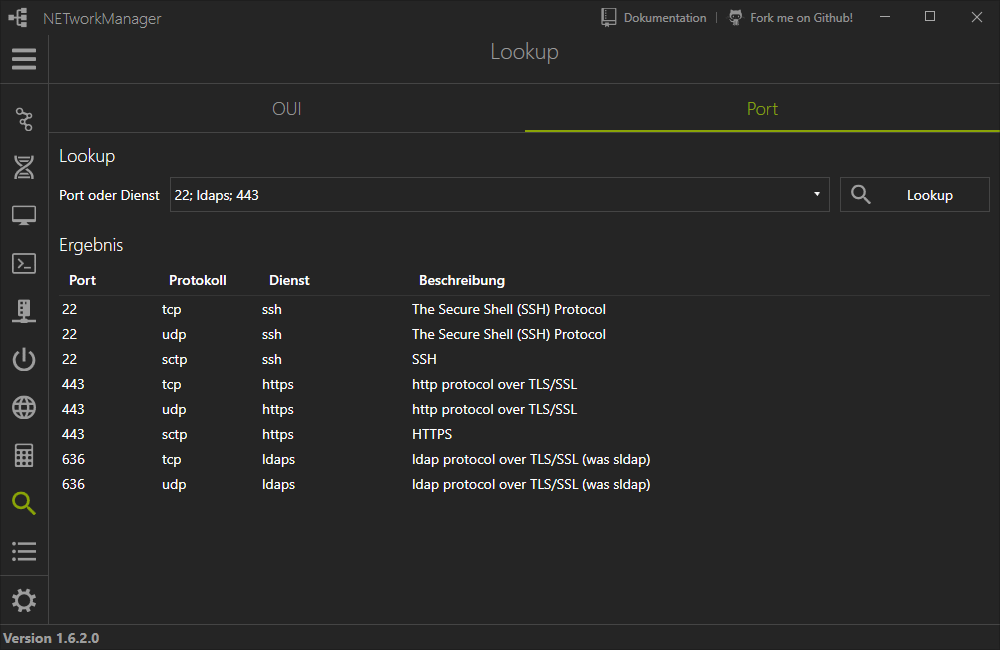 NETworkManager Dokumentation | Fork me on Github!
Lookup
OUI Port
Lookup
Port oder Dienst 22; ldaps; 443 Lookup
Ergebnis
Port Protokoll Dienst Beschreibung
22 tcp ssh The Secure Shell (SSH) Protocol
22 udp ssh The Secure Shell (SSH) Protocol
22 sctp ssh SSH
443 tcp https http protocol over TLS/SSL
443 udp https http protocol over TLS/SSL
443 sctp https HTTPS
636 tcp ldaps ldap protocol over TLS/SSL (was sldap)
636 udp ldaps ldap protocol over TLS/SSL (was sldap)
Version 1.6.2.0